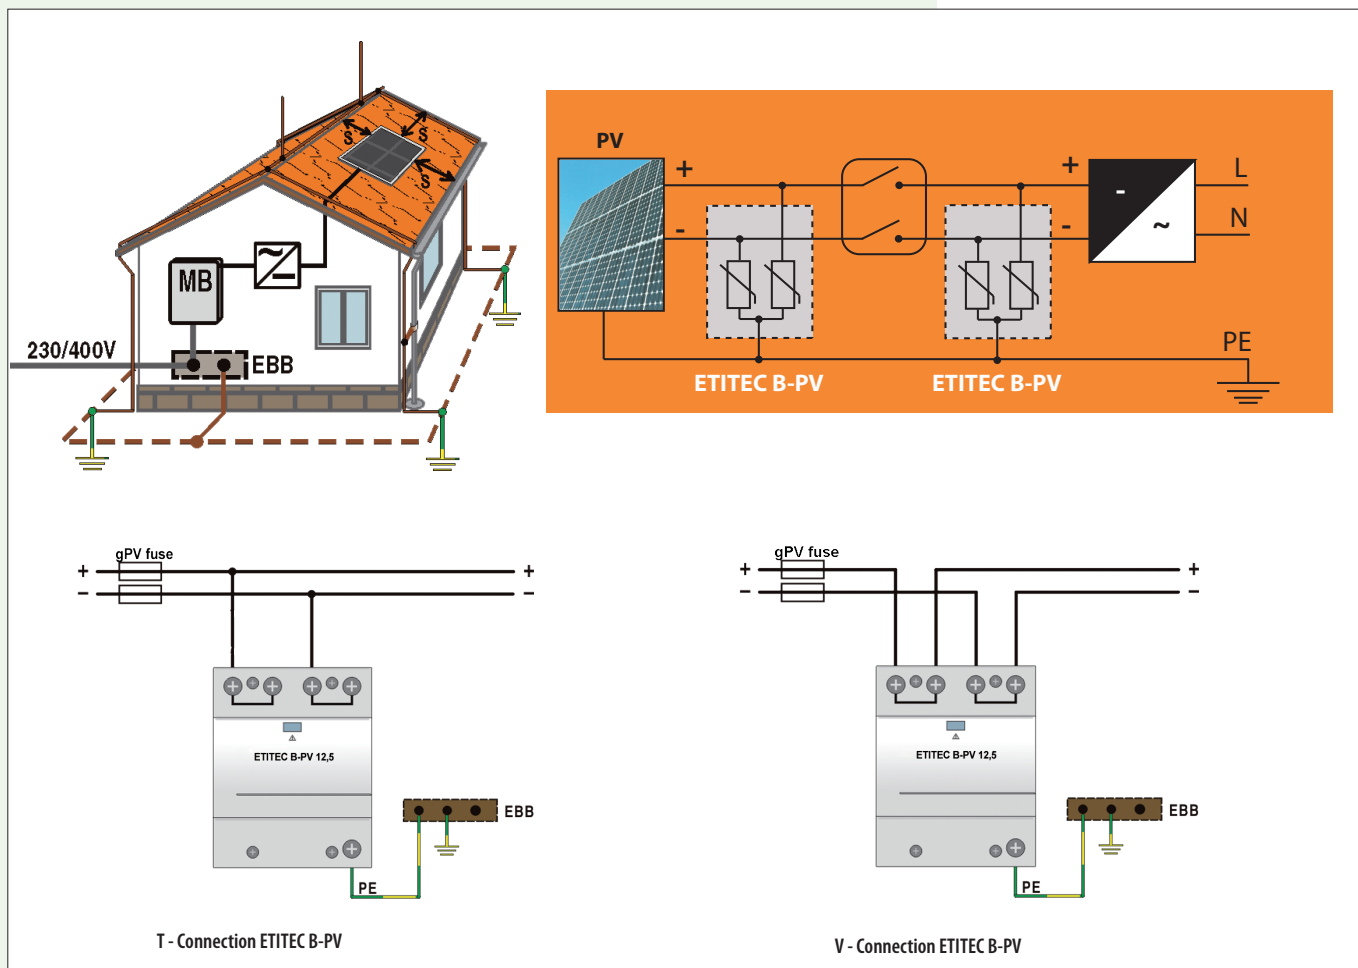 S
S
S
MB
230/400V
EBB
PV
+
+
L
-
-
-
~
N
PE
ETITEC B-PV
ETITEC B-PV
gPV fuse
+
+
-
-
ETITEC B-PV 12,5
EBB
PE
T - Connection ETITEC B-PV
gPV fuse
+
+
-
-
ETITEC B-PV 12,5
EBB
PE
V - Connection ETITEC B-PV